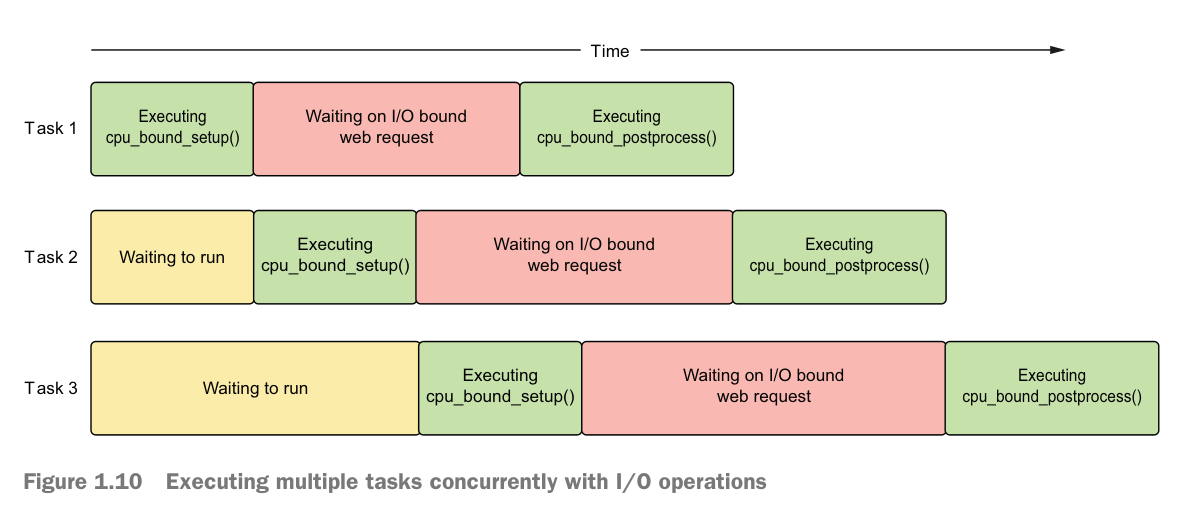 Time
Task 1
Executing
cpu_bound_setup()
Waiting on I/O bound
web request
Executing
cpu_bound_postprocess()
Task 2
Waiting to run
Executing
cpu_bound_setup()
Waiting on I/O bound
web request
Executing
cpu_bound_postprocess()
Task 3
Waiting to run
Executing
cpu_bound_setup()
Waiting on I/O bound
web request
Executing
cpu_bound_postprocess()
Figure 1.10 Executing multiple tasks concurrently with I/O operations